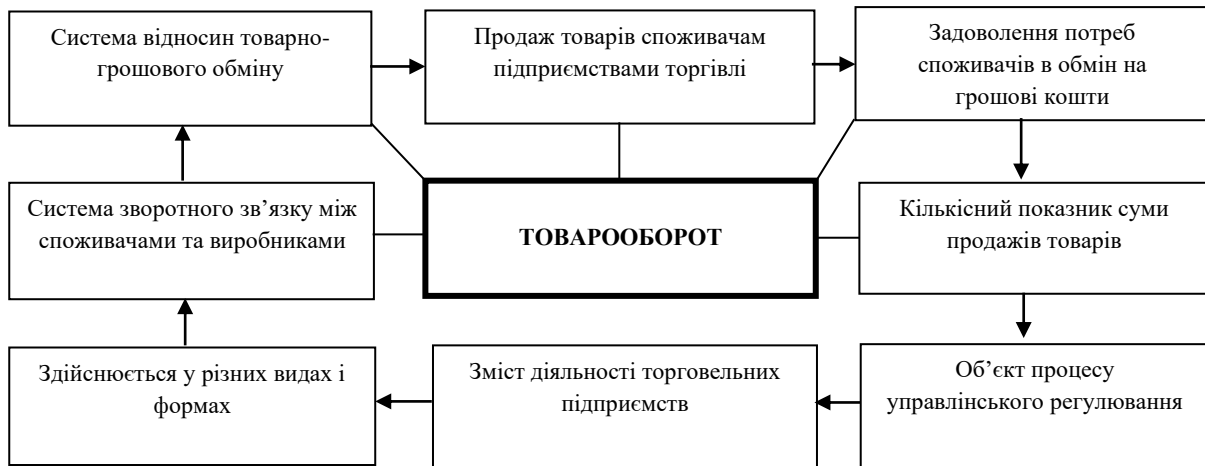 Система відносин товарно-
грошового обміну
Продаж товарів споживачам
підприємствами торгівлі
Задоволення потреб
споживачів в обмін на
грошові кошти
Система зворотного зв’язку між
споживачами та виробниками
ТОВАРООБОРОТ
Кількісний показник суми
продажів товарів
Здійснюється у різних видах і
формах
Зміст діяльності торговельних
підприємств
Об’єкт процесу
управлінського регулювання